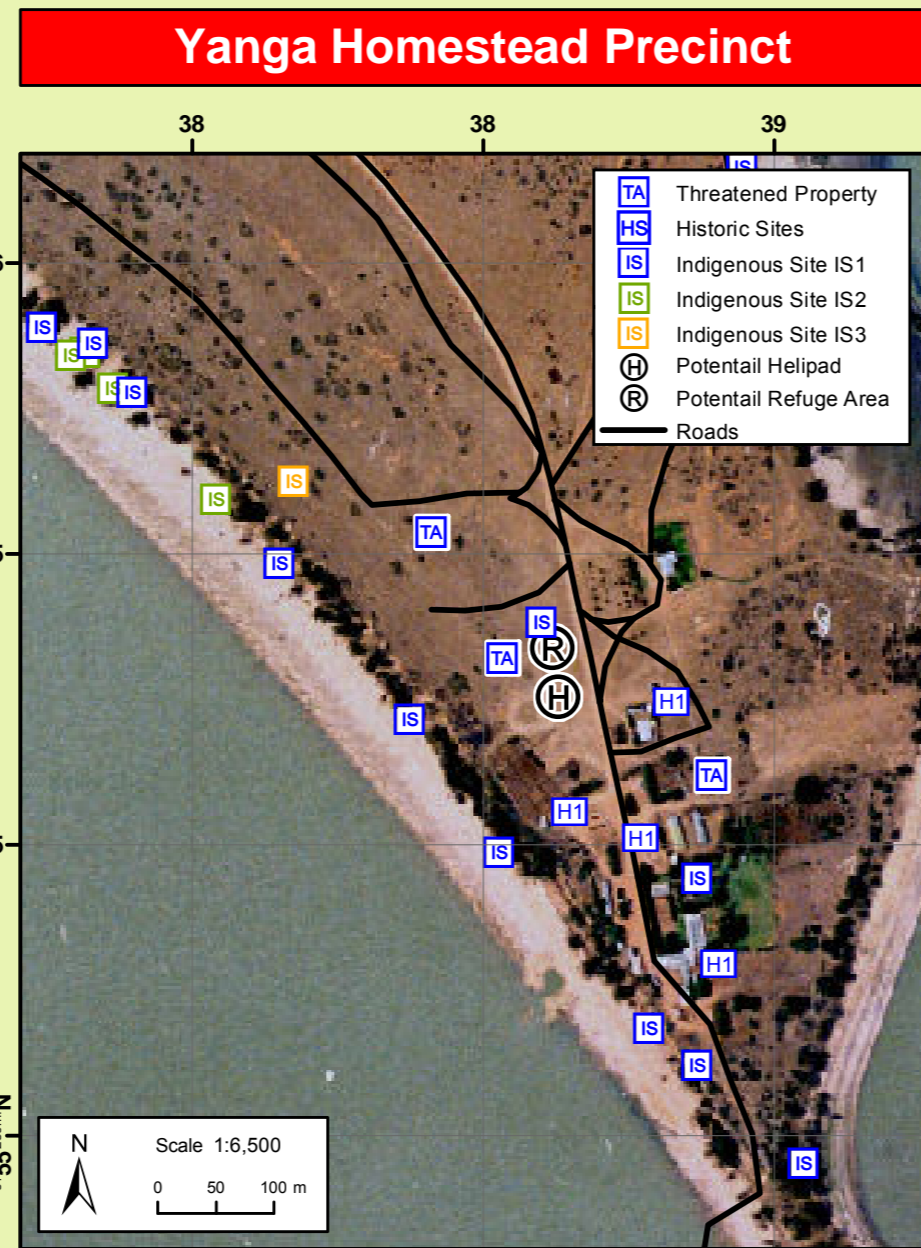 Yanga Homestead Precinct
38 38 39
IS
TA Threatened Property
HS Historic Sites
IS Indigenous Site IS1
IS Indigenous Site IS2
IS Indigenous Site IS3
H Potentail Helipad
R Potentail Refuge Area
Roads
IS
IS
IS
IS
IS
IS
IS
TA
IS
IS
R
TA
H
H1
IS
TA
H1
H1
IS
IS
H1
IS
IS
IS
N
Scale 1:6,500
0 50 100 m